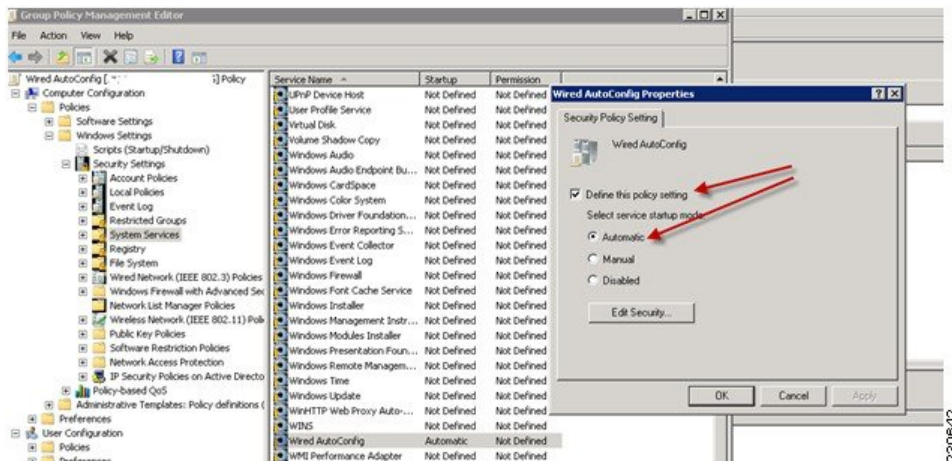 Group Policy Management Editor
File Action View Help
Wired AutoConfig [ Policy
Computer Configuration
Policies
Software Settings
Windows Settings
Scripts (Startup/Shutdown)
Security Settings
Account Policies
Local Policies
Event Log
Restricted Groups
System Services
Registry
File System
Wired Network (IEEE 802.3) Policies
Windows Firewall with Advanced Sec
Network List Manager Policies
Wireless Network (IEEE 802.11) Poli
Public Key Policies
Software Restriction Policies
Network Access Protection
IP Security Policies on Active Directo
Policy-based QoS
Administrative Templates: Policy definitions (
Preferences
User Configuration
Policies
Preferences
Service Name Startup Permission
UPnP Device Host Not Defined Not Defined
User Profile Service Not Defined Not Defined
Virtual Disk Not Defined Not Defined
Volume Shadow Copy Not Defined Not Defined
Windows Audio Not Defined Not Defined
Windows Audio Endpoint Bu... Not Defined Not Defined
Windows CardSpace Not Defined Not Defined
Windows Color System Not Defined Not Defined
Windows Driver Foundation... Not Defined Not Defined
Windows Error Reporting S... Not Defined Not Defined
Windows Event Collector Not Defined Not Defined
Windows Event Log Not Defined Not Defined
Windows Firewall Not Defined Not Defined
Windows Font Cache Service Not Defined Not Defined
Windows Installer Not Defined Not Defined
Windows Management Instr... Not Defined Not Defined
Windows Modules Installer Not Defined Not Defined
Windows Presentation Foun... Not Defined Not Defined
Windows Remote Managem... Not Defined Not Defined
Windows Time Not Defined Not Defined
Windows Update Not Defined Not Defined
WinHTTP Web Proxy Auto-... Not Defined Not Defined
WINS Not Defined Not Defined
Wired AutoConfig Automatic Not Defined
WMI Performance Adapter Not Defined Not Defined
Wired AutoConfig Properties
Security Policy Setting
Wired AutoConfig
Define this policy setting
Select service startup mode:
Automatic
Manual
Disabled
Edit Security...
OK Cancel Apply